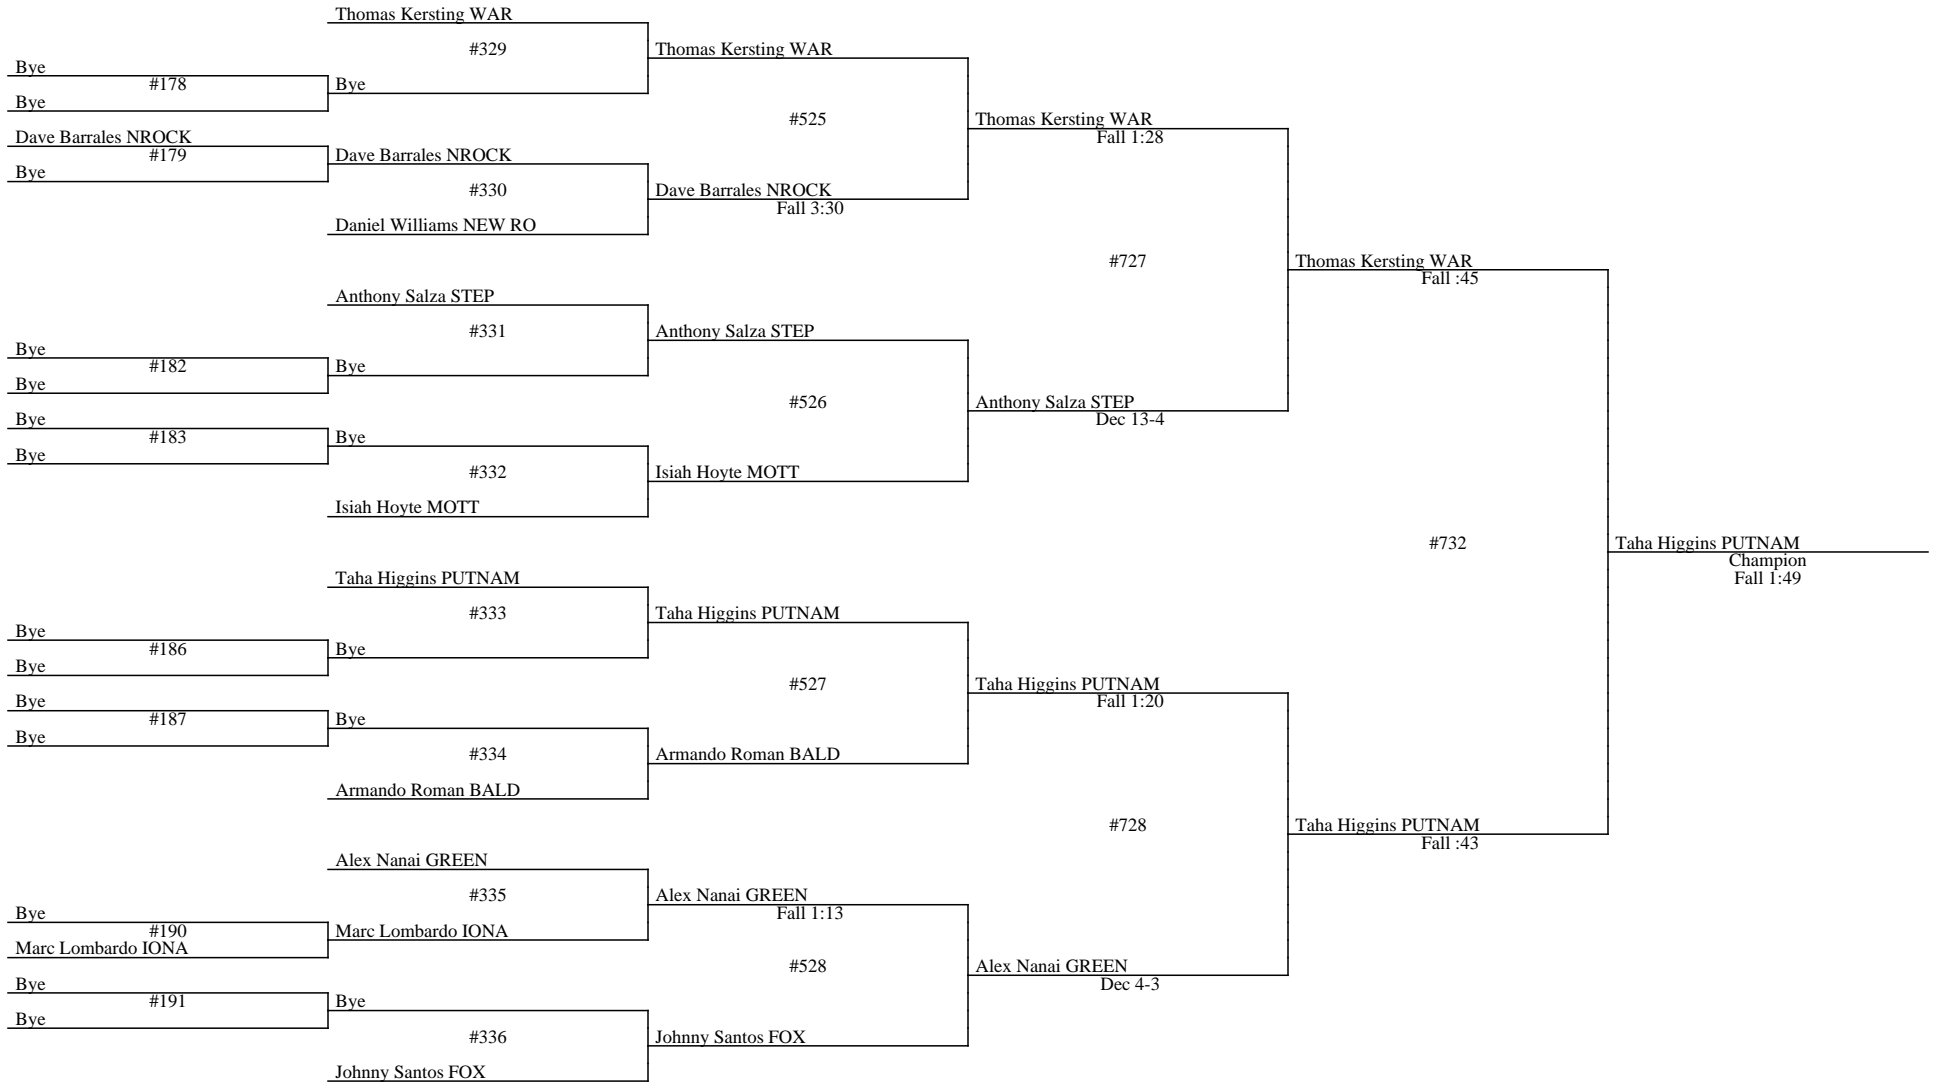 Thomas Kersting WAR
#329
Thomas Kersting WAR
Bye
#178
Bye
Bye
#525
Thomas Kersting WAR
Fall 1:28
Dave Barrales NROCK
#179
Dave Barrales NROCK
Bye
#330
Dave Barrales NROCK
Fall 3:30
Daniel Williams NEW RO
#727
Thomas Kersting WAR
Fall :45
Anthony Salza STEP
#331
Anthony Salza STEP
Bye
#182
Bye
Bye
#526
Anthony Salza STEP
Dec 13-4
Bye
#183
Bye
Bye
#332
Isiah Hoyte MOTT
Isiah Hoyte MOTT
#732
Taha Higgins PUTNAM
Champion
Fall 1:49
Taha Higgins PUTNAM
#333
Taha Higgins PUTNAM
Bye
#186
Bye
Bye
#527
Taha Higgins PUTNAM
Fall 1:20
Bye
#187
Bye
Bye
#334
Armando Roman BALD
Armando Roman BALD
#728
Taha Higgins PUTNAM
Fall :43
Alex Nanai GREEN
#335
Alex Nanai GREEN
Fall 1:13
Bye
#190
Marc Lombardo IONA
Marc Lombardo IONA
#528
Alex Nanai GREEN
Dec 4-3
Bye
#191
Bye
Bye
#336
Johnny Santos FOX
Johnny Santos FOX